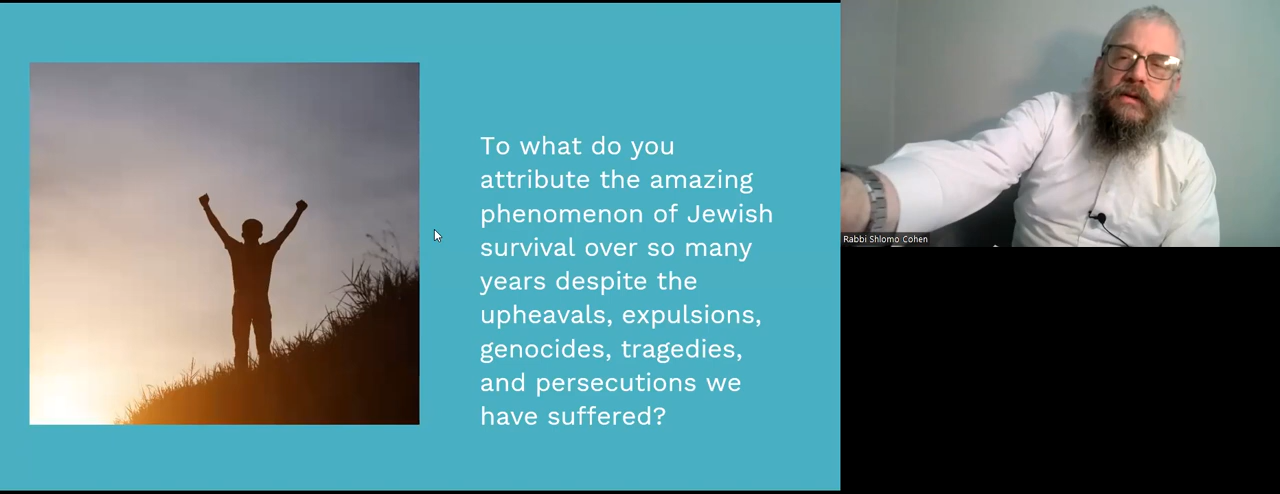 To what do you
attribute the amazing
phenomenon of Jewish
survival over so many
years despite the
upheavals, expulsions,
genocides, tragedies,
and persecutions we
have suffered?
Rabbi Shlomo Cohen